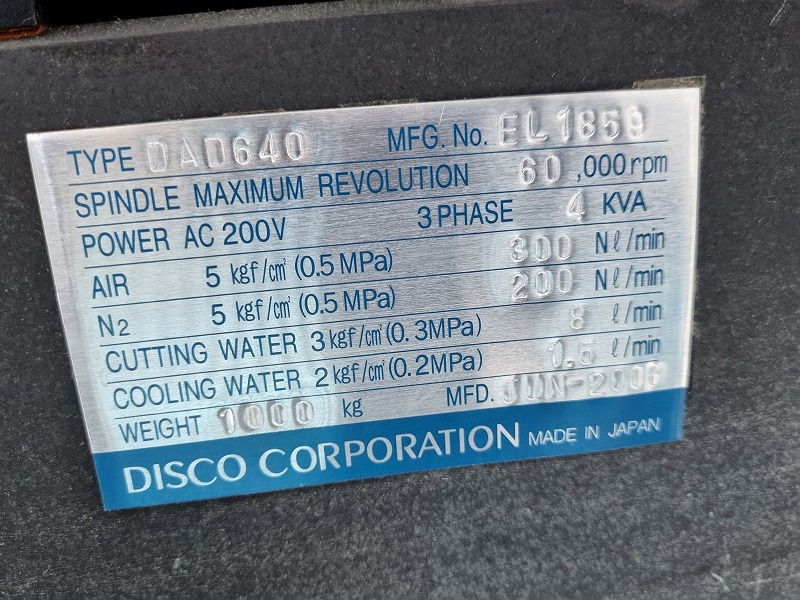 TYPE DAD640 MFG. No. EL1859
SPINDLE MAXIMUM REVOLUTION 60 ,000rpm
POWER AC 200V 3 PHASE 4 KVA
AIR 5 kgf/cm² (0.5 MPa) 300 Nℓ/min
N2 5 kgf/cm² (0.5 MPa) 200 Nℓ/min
CUTTING WATER 3 kgf/cm² (0.3MPa) 8 ℓ/min
COOLING WATER 2 kgf/cm² (0.2MPa) 1.5 ℓ/min
WEIGHT 1000 kg MFD. JUN-2006
DISCO CORPORATION MADE IN JAPAN